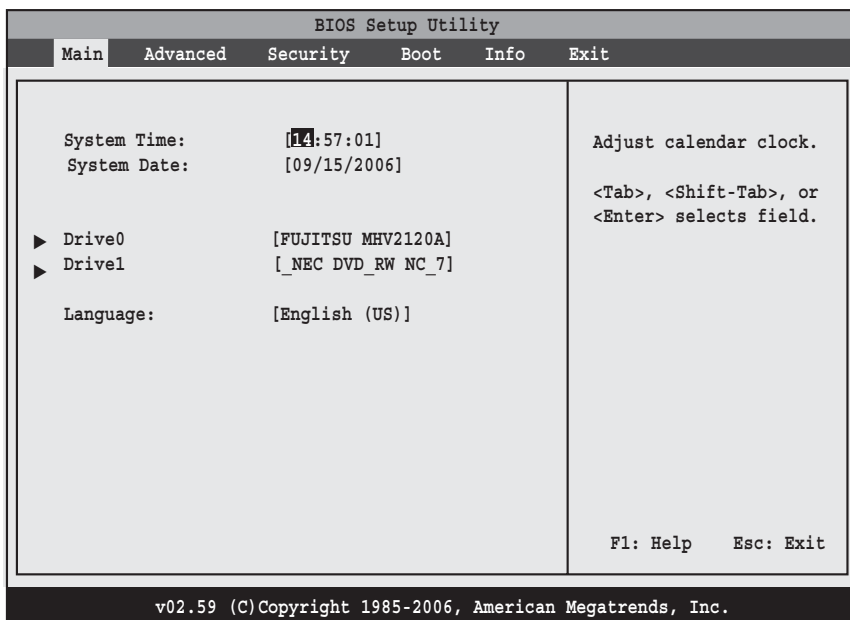 BIOS Setup Utility
Main Advanced Security Boot Info Exit
System Time: [14:57:01]
System Date: [09/15/2006]
▶ Drive0 [FUJITSU MHV2120A]
▶ Drive1 [_NEC DVD_RW NC_7]
Language: [English (US)]
Adjust calendar clock.
<Tab>, <Shift-Tab>, or
<Enter> selects field.
F1: Help Esc: Exit
v02.59 (C)Copyright 1985-2006, American Megatrends, Inc.